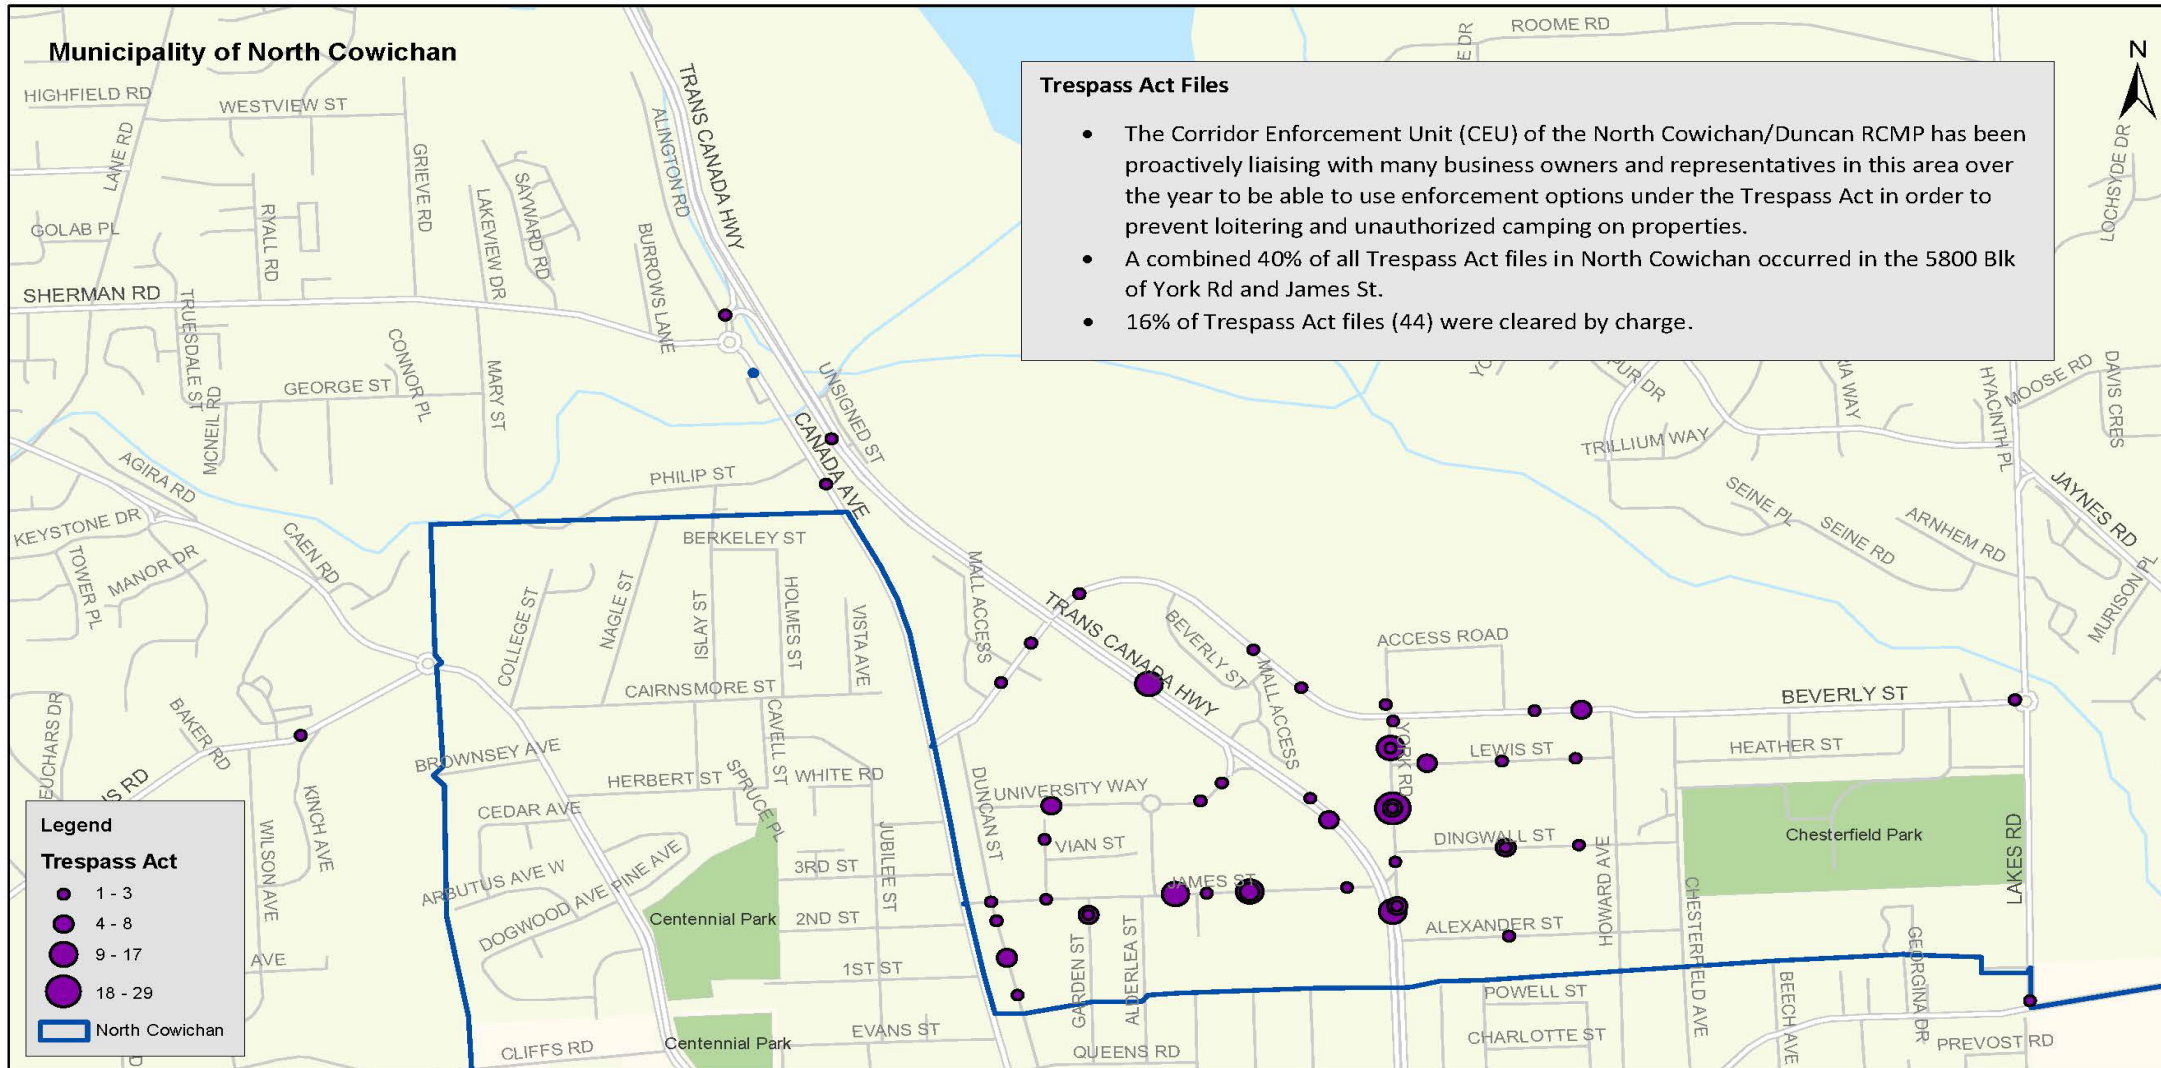 Municipality of North Cowichan
N
Trespass Act Files
• The Corridor Enforcement Unit (CEU) of the North Cowichan/Duncan RCMP has been
proactively liaising with many business owners and representatives in this area over
the year to be able to use enforcement options under the Trespass Act in order to
prevent loitering and unauthorized camping on properties.
• A combined 40% of all Trespass Act files in North Cowichan occurred in the 5800 Blk
of York Rd and James St.
• 16% of Trespass Act files (44) were cleared by charge.
ROOME RD
E DR
HIGHFIELD RD
WESTVIEW ST
LANE RD
GRIEVE RD
ALINGTON RD
TRANS CANADA HWY
LOCHSYDE DR
SAYWARD RD
LAKEVIEW DR
RYALL RD
GOLAB PL
BURROWS LANE
SHERMAN RD
TRUESDALE ST
CONNOR PL
MARY ST
GEORGE ST
MCNEIL RD
UNSIGNED ST
CANADA AVE
YO
PUR DR
RIA WAY
HYACINTH PL
MOOSE RD
DAVIS CRES
TRILLIUM WAY
AGIRA RD
PHILIP ST
JAYNES RD
SEINE PL
SEINE RD
ARNHEM RD
KEYSTONE DR
TOWER PL
MANOR DR
CAEN RD
BERKELEY ST
MALL ACCESS
COLLEGE ST
NAGLE ST
ISLAY ST
HOLMES ST
VISTA AVE
TRANS CANADA HWY
BEVERLY ST
MALL ACCESS
ACCESS ROAD
MURISON PL
CAIRNSMORE ST
BEVERLY ST
EUCHARS DR
BAKER RD
CAVELL ST
BROWNSEY AVE
HERBERT ST
SPRUCE PL
WHITE RD
YORK RD
LEWIS ST
HEATHER ST
IS RD
KINCH AVE
WILSON AVE
CEDAR AVE
DUNCAN ST
UNIVERSITY WAY
VIAN ST
JUBILEE ST
3RD ST
DINGWALL ST
HOWARD AVE
Chesterfield Park
LAKES RD
ARBUTUS AVE W
DOGWOOD AVE
PINE AVE
JAMES ST
Centennial Park
2ND ST
GARDEN ST
ALDERLEA ST
ALEXANDER ST
CHESTERFIELD AVE
GEORGINA DR
AVE
1ST ST
POWELL ST
BEECH AVE
EVANS ST
CHARLOTTE ST
PREVOST RD
CLIFFS RD
Centennial Park
QUEENS RD
D
Legend
Trespass Act
1 - 3
4 - 8
9 - 17
18 - 29
North Cowichan